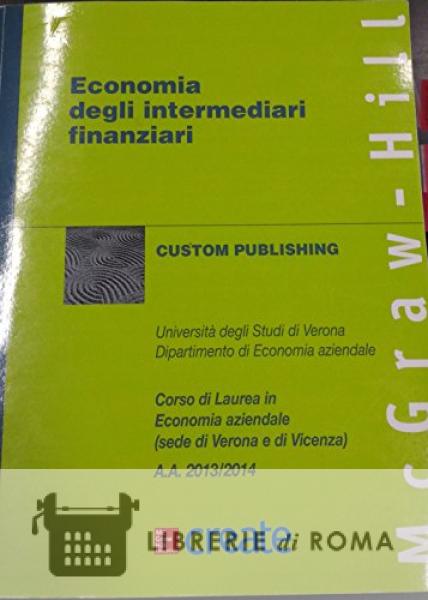 Economia
degli intermediari
finanziari
McGraw-Hill
CUSTOM PUBLISHING
Università degli Studi di Verona
Dipartimento di Economia aziendale
Corso di Laurea in
Economia aziendale
(sede di Verona e di Vicenza)
A.A. 2013/2014
create
LIBRERIE di ROMA